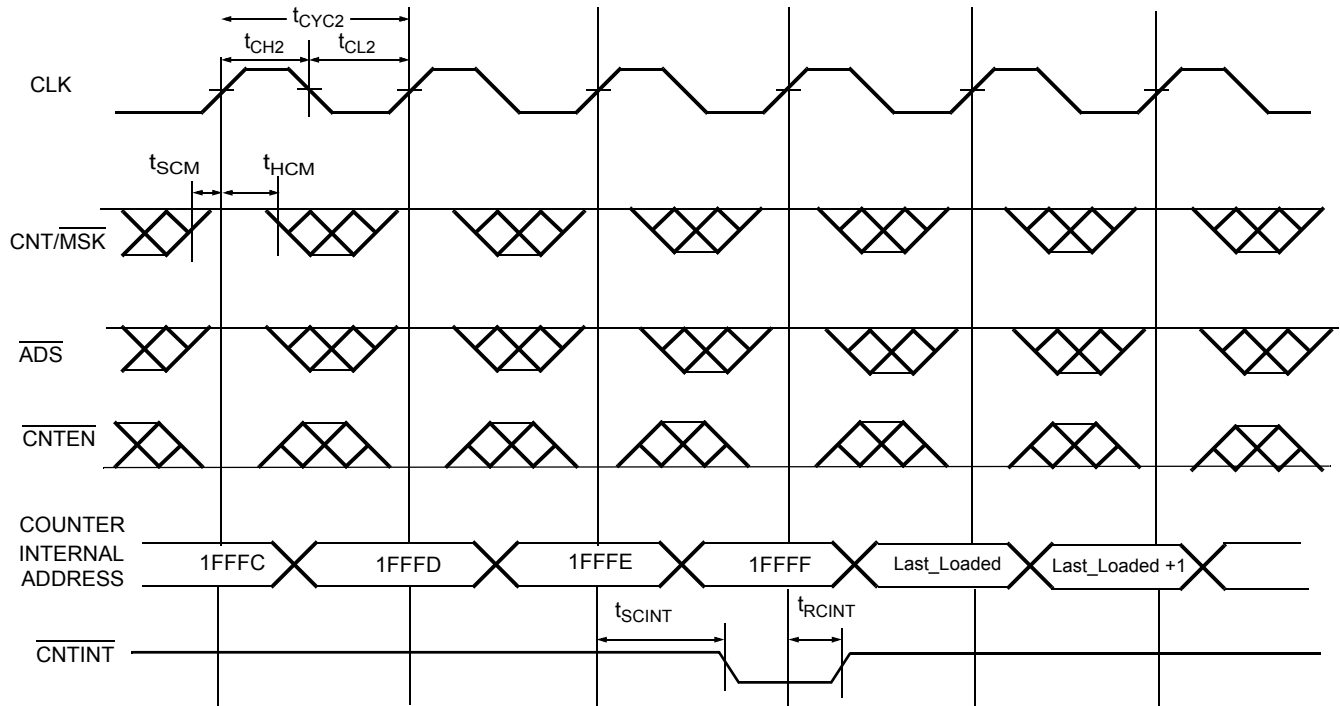 tCYC2
tCH2
tCL2
CLK
tSCM
tHCM
CNT/MSK
ADS
CNTEN
COUNTER
INTERNAL
ADDRESS
1FFFC
1FFFD
1FFFE
1FFFF
Last_Loaded
Last_Loaded +1
tSCINT
tRCINT
CNTINT